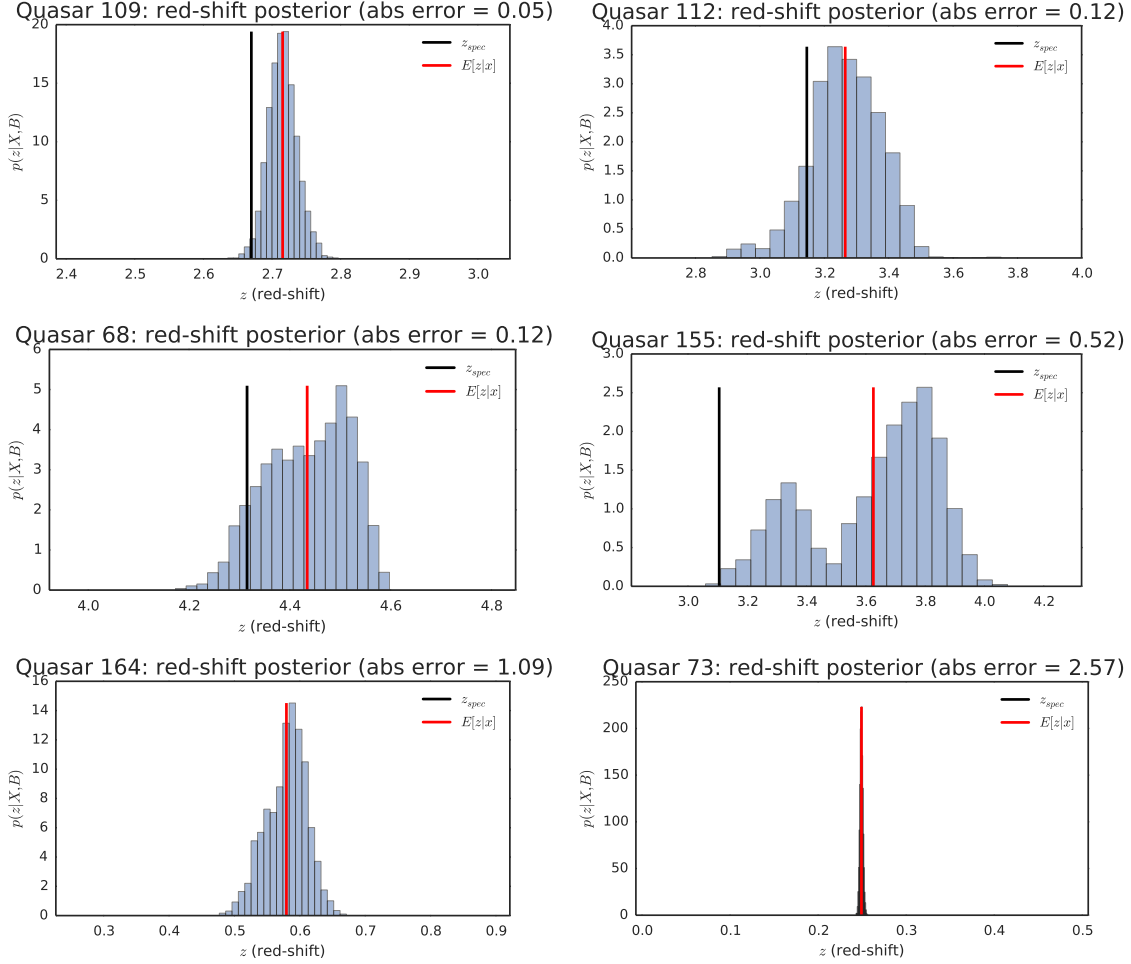 Quasar 109: red-shift posterior (abs error = 0.05)
20
15
10
5
0
p(z|X,B)
z_spec
E[z|x]
2.4 2.5 2.6 2.7 2.8 2.9 3.0
z (red-shift)
Quasar 112: red-shift posterior (abs error = 0.12)
4.0
3.5
3.0
2.5
2.0
1.5
1.0
0.5
0.0
p(z|X,B)
z_spec
E[z|x]
2.8 3.0 3.2 3.4 3.6 3.8 4.0
z (red-shift)
Quasar 68: red-shift posterior (abs error = 0.12)
6
5
4
3
2
1
0
p(z|X,B)
z_spec
E[z|x]
4.0 4.2 4.4 4.6 4.8
z (red-shift)
Quasar 155: red-shift posterior (abs error = 0.52)
3.0
2.5
2.0
1.5
1.0
0.5
0.0
p(z|X,B)
z_spec
E[z|x]
3.0 3.2 3.4 3.6 3.8 4.0 4.2
z (red-shift)
Quasar 164: red-shift posterior (abs error = 1.09)
16
14
12
10
8
6
4
2
0
p(z|X,B)
z_spec
E[z|x]
0.3 0.4 0.5 0.6 0.7 0.8 0.9
z (red-shift)
Quasar 73: red-shift posterior (abs error = 2.57)
250
200
150
100
50
0
p(z|X,B)
z_spec
E[z|x]
0.0 0.1 0.2 0.3 0.4 0.5
z (red-shift)